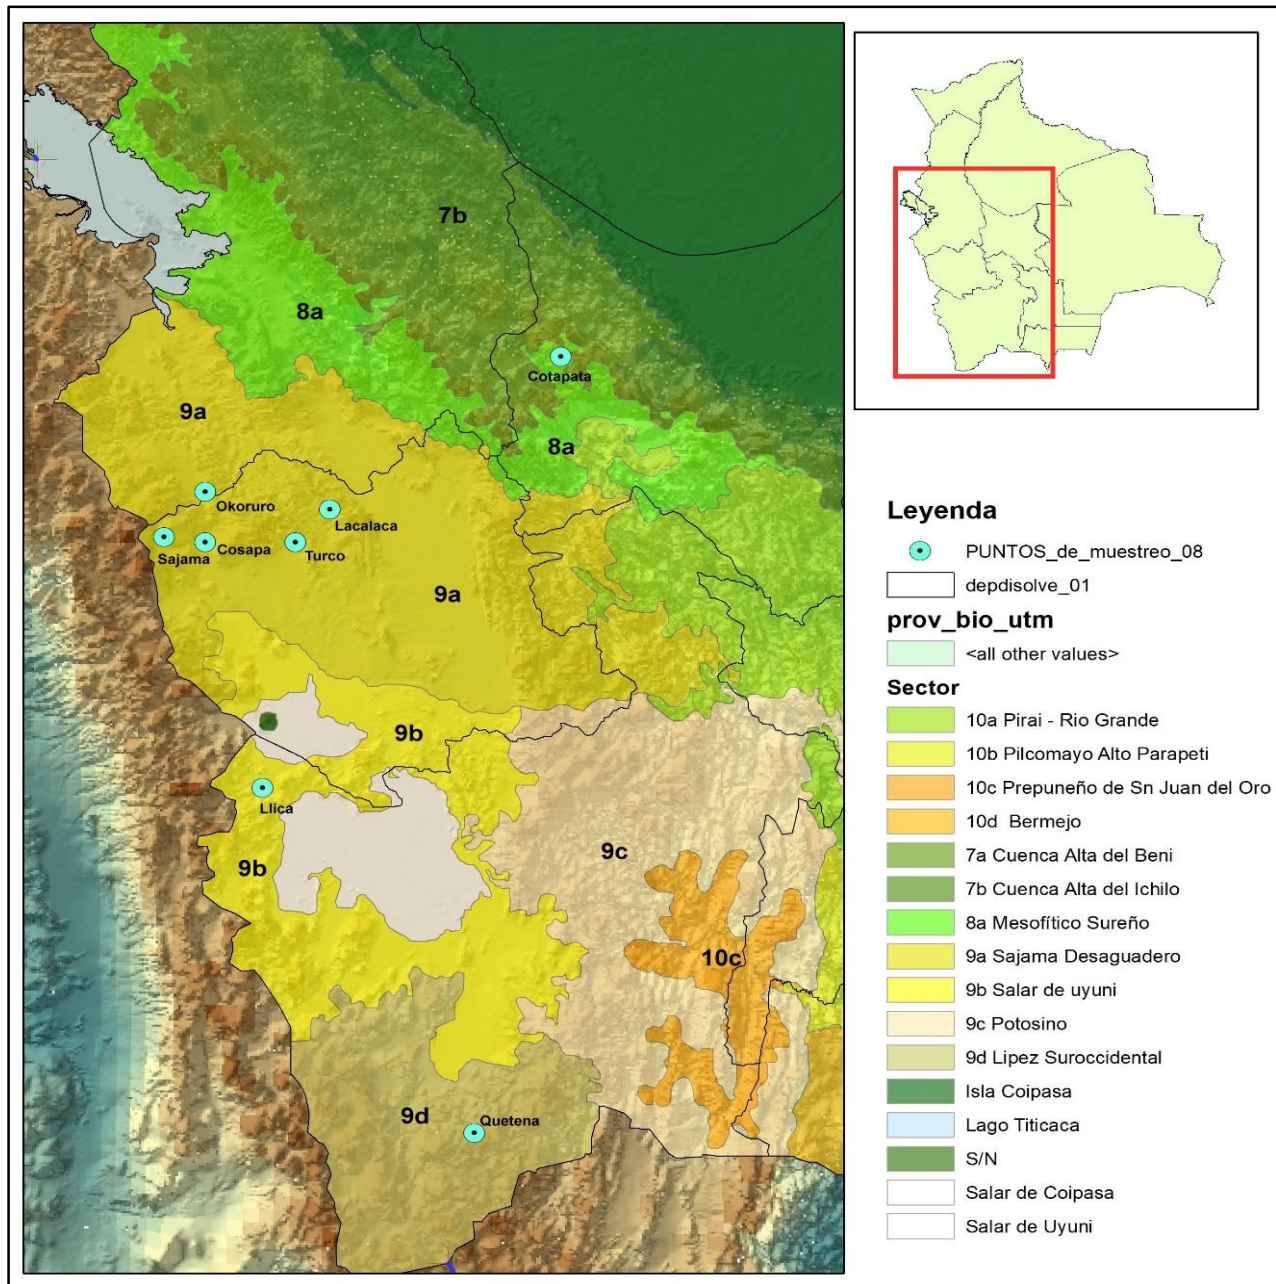 7b
8a
Cotapata
9a
8a
Okoruro
Lacalaca
Sajama
Cosapa
Turco
9a
9b
Llica
9b
9c
10c
9d
Quetena
Leyenda
PUNTOS_de_muestreo_08
depdisolve_01
prov_bio_utm
<all other values>
Sector
10a Pirai - Rio Grande
10b Pilcomayo Alto Parapeti
10c Prepuneño de Sn Juan del Oro
10d Bermejo
7a Cuenca Alta del Beni
7b Cuenca Alta del Ichilo
8a Mesofítico Sureño
9a Sajama Desaguadero
9b Salar de uyuni
9c Potosino
9d Lipez Suroccidental
Isla Coipasa
Lago Titicaca
S/N
Salar de Coipasa
Salar de Uyuni